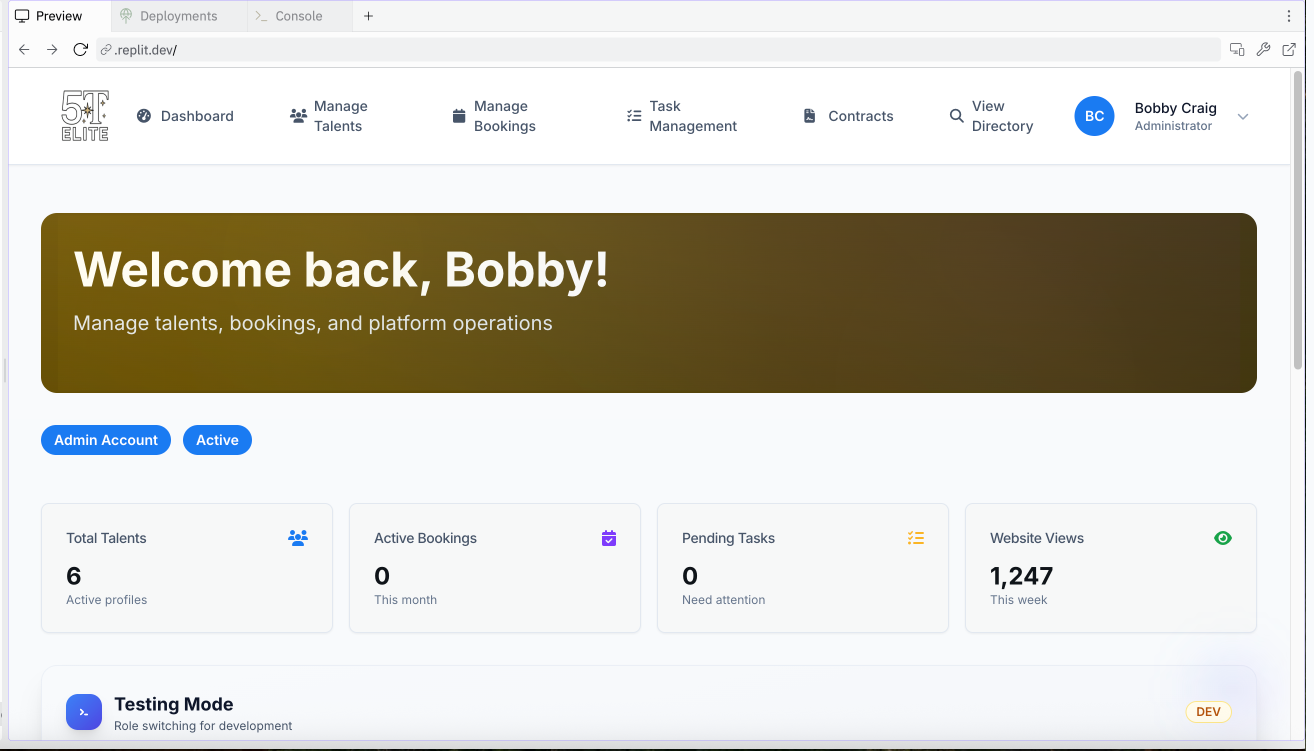 Preview
Deployments
Console
.replit.dev/
5T
ELITE
Dashboard
Manage
Talents
Manage
Bookings
Task
Management
Contracts
View
Directory
BC
Bobby Craig
Administrator
Welcome back, Bobby!
Manage talents, bookings, and platform operations
Admin Account
Active
Total Talents
6
Active profiles
Active Bookings
0
This month
Pending Tasks
0
Need attention
Website Views
1,247
This week
Testing Mode
Role switching for development
DEV